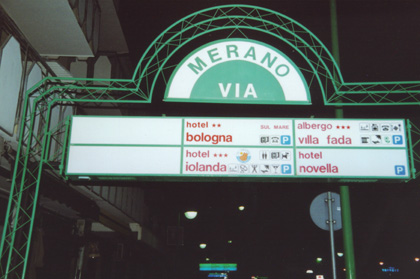 MERANO
VIA
hotel **
bologna
SUL MARE
P
albergo ***
villa fada
P
hotel ***
iolanda
P
hotel
novella
P